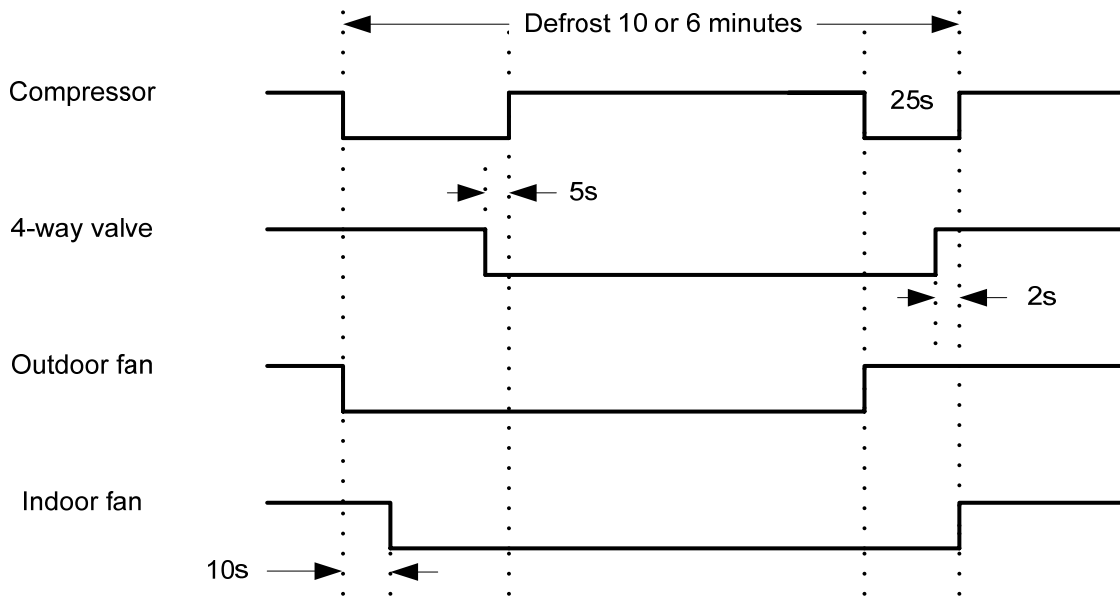 Defrost 10 or 6 minutes
Compressor
25s
5s
4-way valve
2s
Outdoor fan
Indoor fan
10s